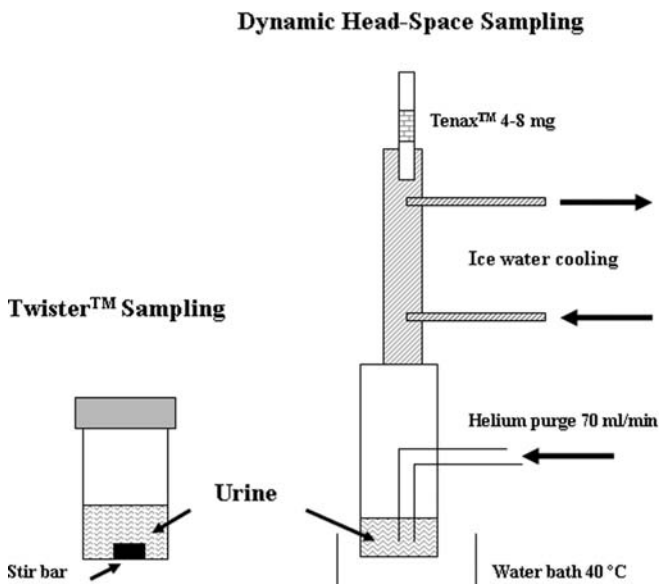 Dynamic Head-Space Sampling
Tenax™ 4-8 mg
Ice water cooling
Twister™ Sampling
Helium purge 70 ml/min
Urine
Stir bar
Water bath 40 °C